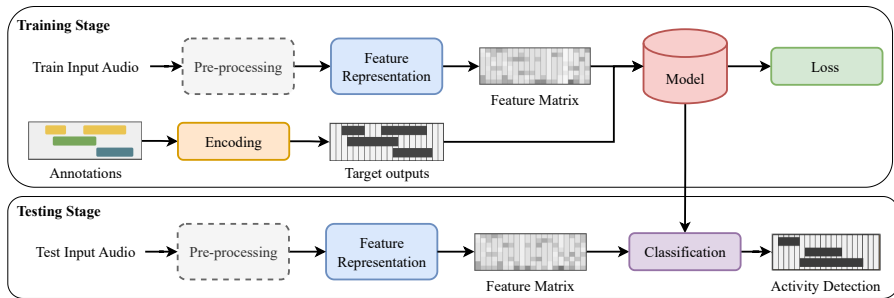 Training Stage
Train Input Audio
Pre-processing
Feature
Representation
Feature Matrix
Model
Loss
Annotations
Encoding
Target outputs
Testing Stage
Test Input Audio
Pre-processing
Feature
Representation
Feature Matrix
Classification
Activity Detection